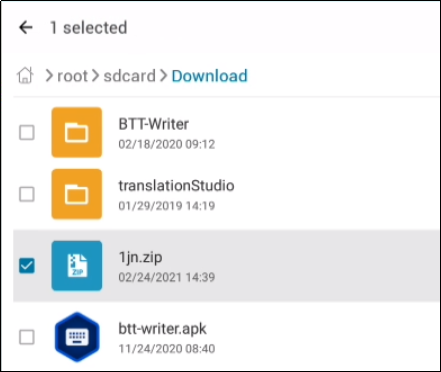 1 selected
root sdcard Download
BTT-Writer
02/18/2020 09:12
translationStudio
01/29/2019 14:19
1jn.zip
ZIP
02/24/2021 14:39
btt-writer.apk
11/24/2020 08:40